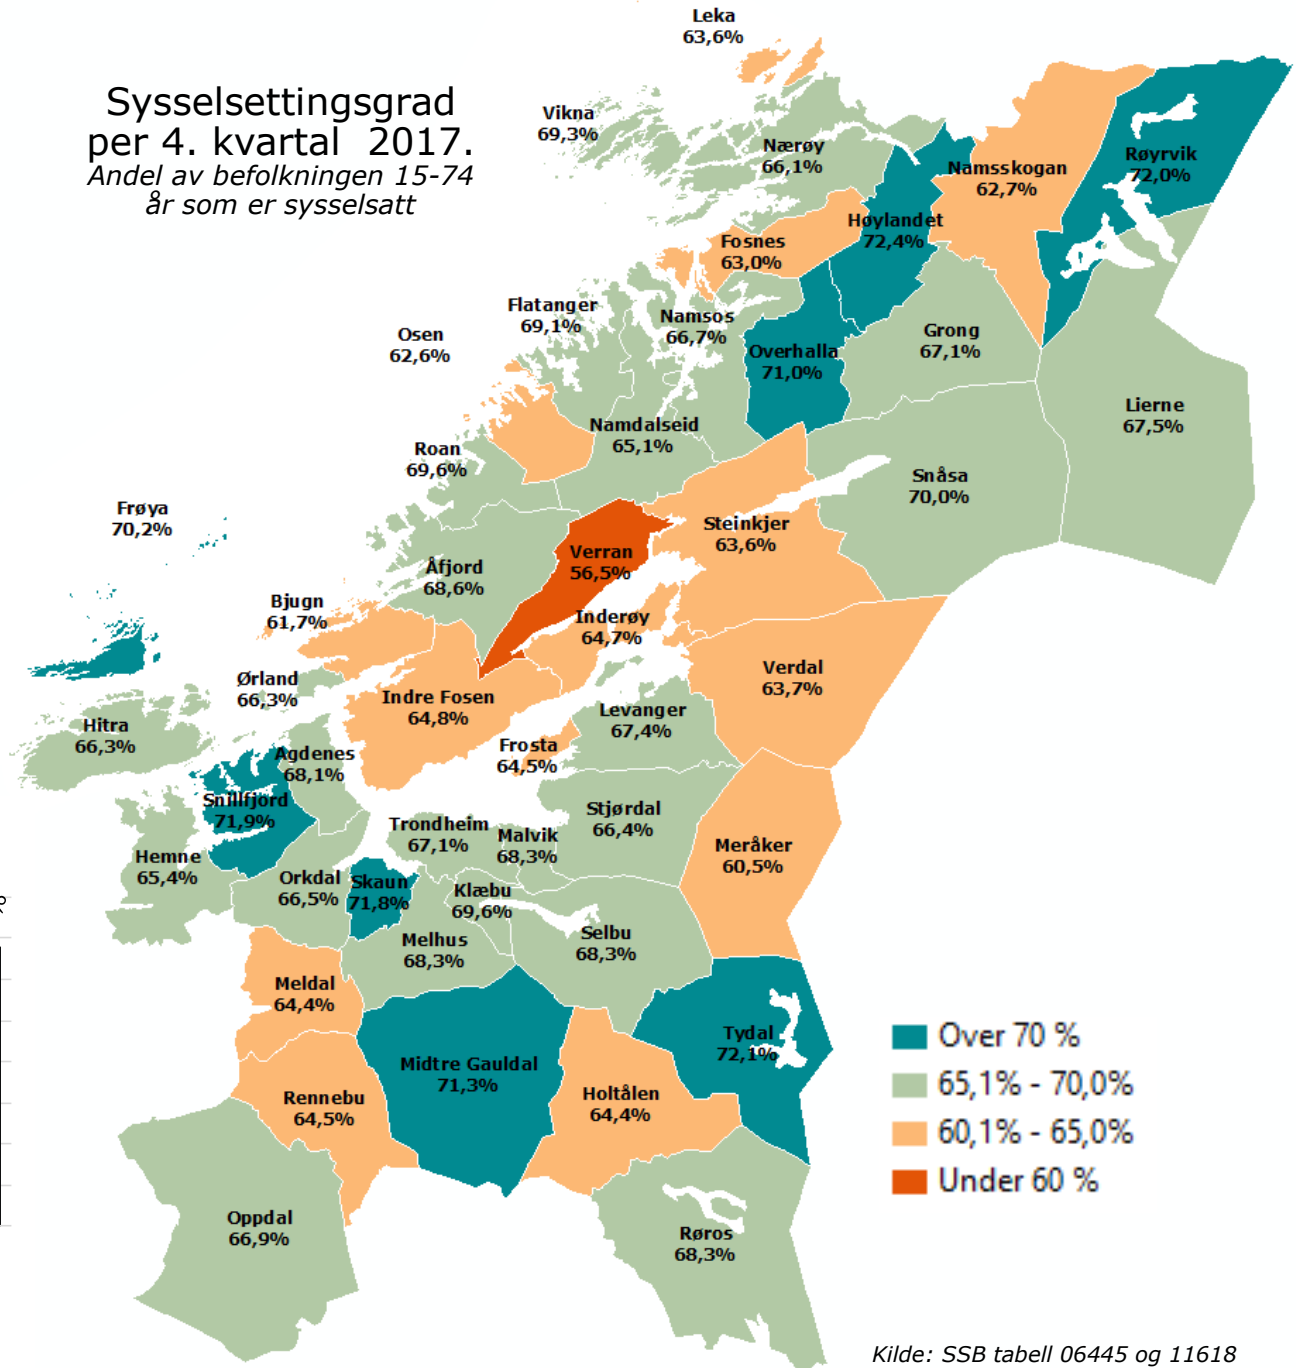 Leka
63,6%
Sysselsettingsgrad
per 4. kvartal 2017.
Andel av befolkningen 15-74
år som er sysselsatt
Vikna
69,3%
Nærøy
66,1%
Røyrvik
72,0%
Namsskogan
62,7%
Høylandet
72,4%
Fosnes
63,0%
Flatanger
69,1%
Namsos
66,7%
Osen
62,6%
Grong
67,1%
Overhalla
71,0%
Lierne
67,5%
Namdalseid
65,1%
Roan
69,6%
Snåsa
70,0%
Frøya
70,2%
Steinkjer
63,6%
Verran
56,5%
Åfjord
68,6%
Bjugn
61,7%
Inderøy
64,7%
Verdal
63,7%
Ørland
66,3%
Indre Fosen
64,8%
Levanger
67,4%
Hitra
66,3%
Frosta
64,5%
Agdenes
68,1%
Snillfjord
71,9%
Stjørdal
66,4%
Trondheim
67,1%
Malvik
68,3%
Meråker
60,5%
Hemne
65,4%
Orkdal
66,5%
Skaun
71,8%
Klæbu
69,6%
Melhus
68,3%
Selbu
68,3%
Meldal
64,4%
Tydal
72,1%
Midtre Gauldal
71,3%
Rennebu
64,5%
Holtålen
64,4%
Oppdal
66,9%
Røros
68,3%
Over 70 %
65,1% - 70,0%
60,1% - 65,0%
Under 60 %
Kilde: SSB tabell 06445 og 11618